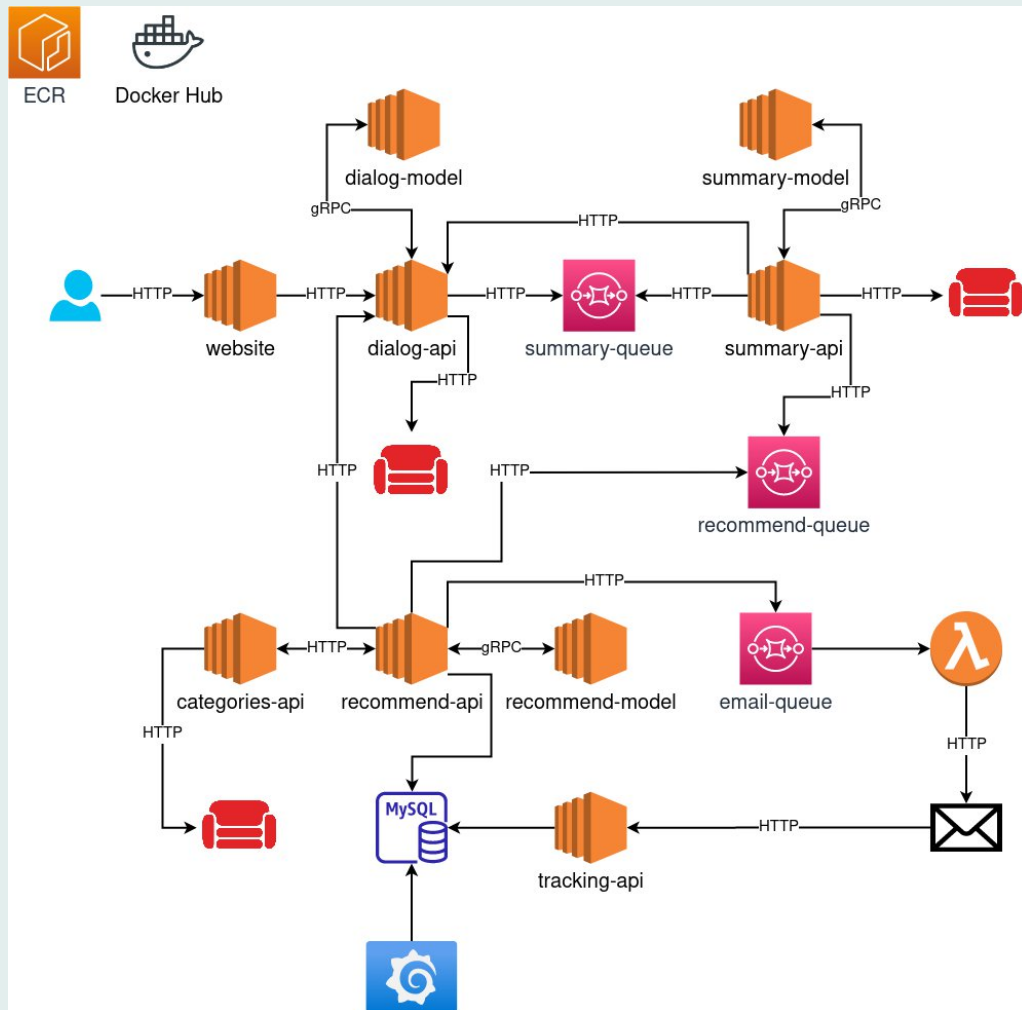 ECR
Docker Hub
dialog-model
summary-model
gRPC
gRPC
HTTP
HTTP
HTTP
HTTP
HTTP
HTTP
website
dialog-api
summary-queue
summary-api
HTTP
HTTP
HTTP
HTTP
recommend-queue
HTTP
HTTP
gRPC
categories-api
recommend-api
recommend-model
email-queue
HTTP
HTTP
MySQL
HTTP
tracking-api